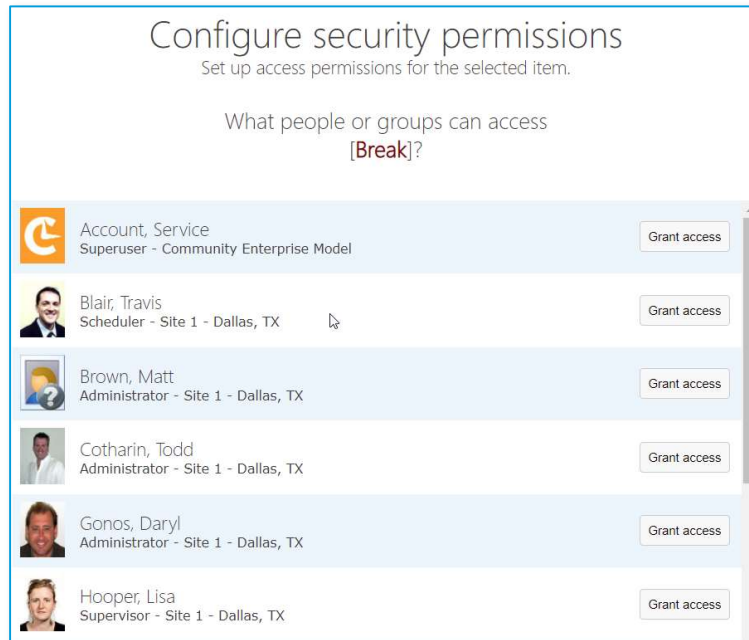 Configure security permissions
Set up access permissions for the selected item.
What people or groups can access
[Break]?
Account, Service
Superuser - Community Enterprise Model
Grant access
Blair, Travis
Scheduler - Site 1 - Dallas, TX
Grant access
Brown, Matt
Administrator - Site 1 - Dallas, TX
Grant access
Cotharin, Todd
Administrator - Site 1 - Dallas, TX
Grant access
Gonos, Daryl
Administrator - Site 1 - Dallas, TX
Grant access
Hooper, Lisa
Supervisor - Site 1 - Dallas, TX
Grant access